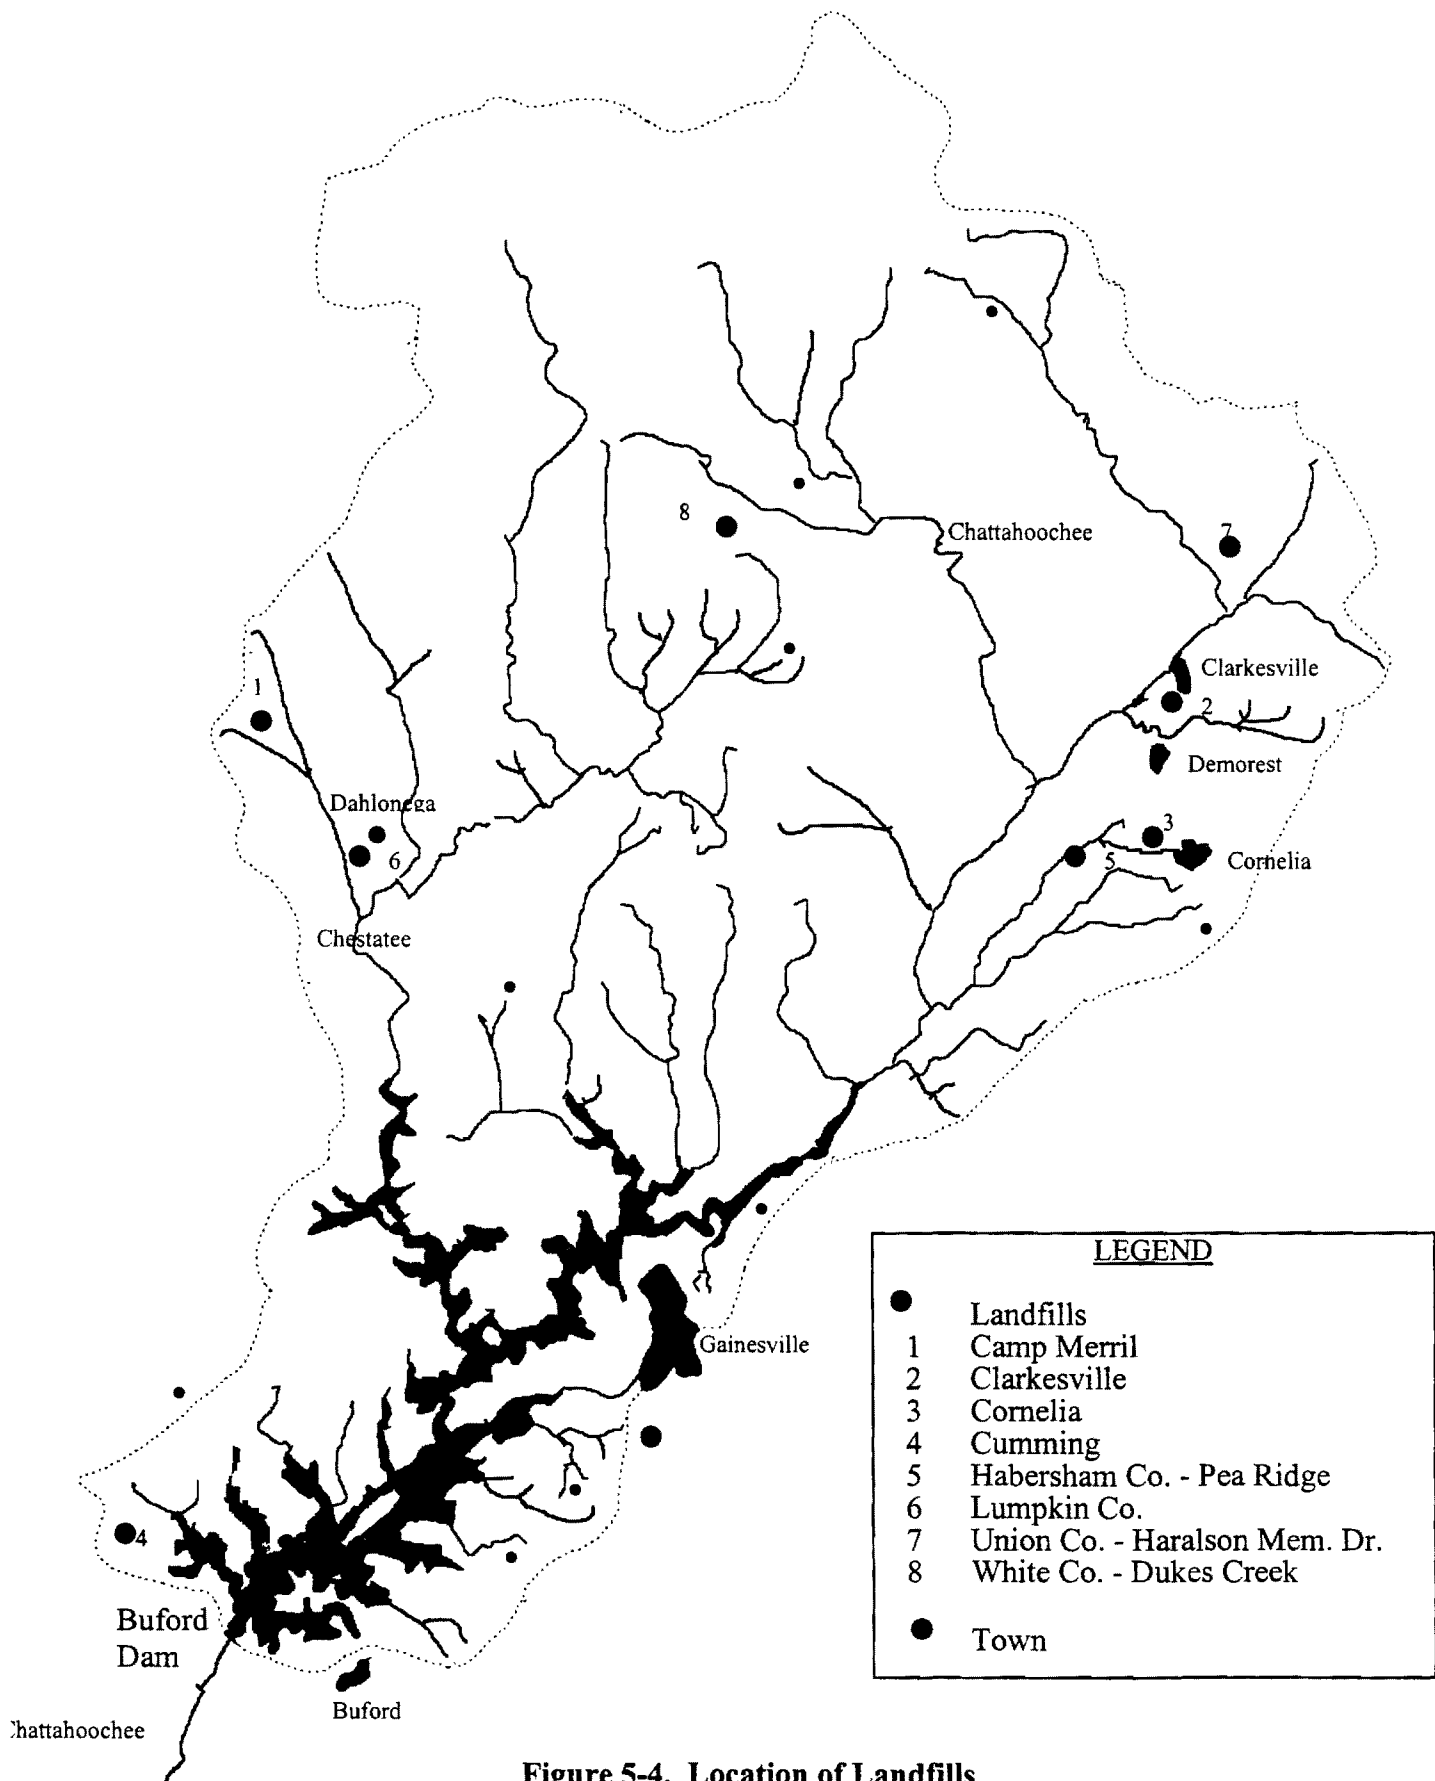 8
Chattahoochee
7
Clarkesville
1
2
Demorest
Dahlonega
3
6
5
Cornelia
Chestatee
LEGEND
Landfills
Gainesville
1 Camp Merril
2 Clarkesville
3 Cornelia
4 Cumming
5 Habersham Co. - Pea Ridge
6 Lumpkin Co.
4
7 Union Co. - Haralson Mem. Dr.
8 White Co. - Dukes Creek
Buford
Dam
Town
Buford
hattahoochee
Figure 5-4. Location of Landfills